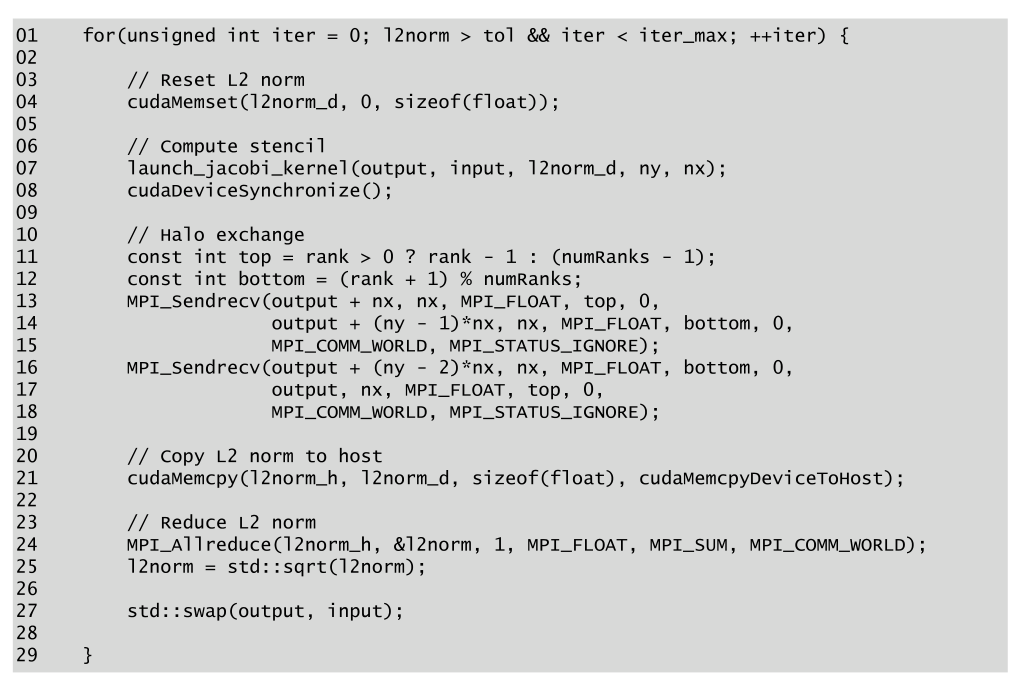 01 for(unsigned int iter = 0; l2norm > tol && iter < iter_max; ++iter) {
02
03 // Reset L2 norm
04 cudaMemset(l2norm_d, 0, sizeof(float));
05
06 // Compute stencil
07 launch_jacobi_kernel(output, input, l2norm_d, ny, nx);
08 cudaDeviceSynchronize();
09
10 // Halo exchange
11 const int top = rank > 0 ? rank - 1 : (numRanks - 1);
12 const int bottom = (rank + 1) % numRanks;
13 MPI_Sendrecv(output + nx, nx, MPI_FLOAT, top, 0,
14 output + (ny - 1)*nx, nx, MPI_FLOAT, bottom, 0,
15 MPI_COMM_WORLD, MPI_STATUS_IGNORE);
16 MPI_Sendrecv(output + (ny - 2)*nx, nx, MPI_FLOAT, bottom, 0,
17 output, nx, MPI_FLOAT, top, 0,
18 MPI_COMM_WORLD, MPI_STATUS_IGNORE);
19
20 // Copy L2 norm to host
21 cudaMemcpy(l2norm_h, l2norm_d, sizeof(float), cudaMemcpyDeviceToHost);
22
23 // Reduce L2 norm
24 MPI_Allreduce(l2norm_h, &l2norm, 1, MPI_FLOAT, MPI_SUM, MPI_COMM_WORLD);
25 l2norm = std::sqrt(l2norm);
26
27 std::swap(output, input);
28
29 }